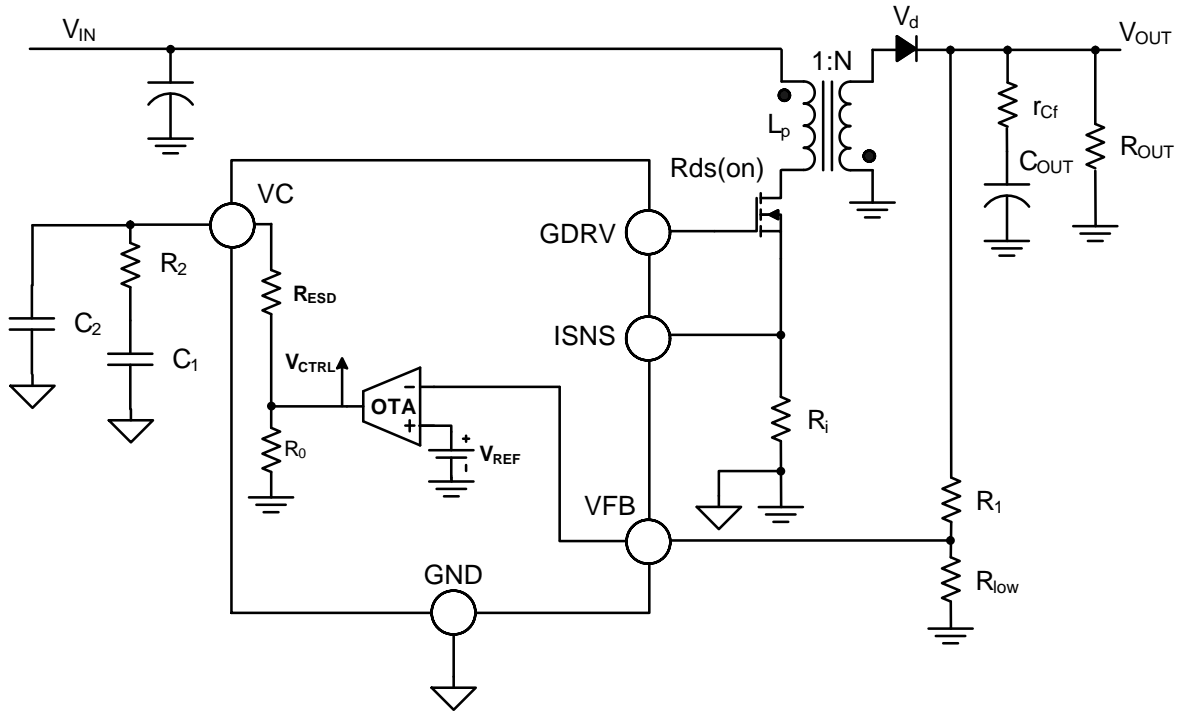 V_IN
V_d
V_OUT
1:N
L_p
r_Cf
C_OUT
R_OUT
Rds(on)
VC
GDRV
R_2
R_ESD
C_2
ISNS
C_1
V_CTRL
-
OTA
+
R_i
R_0
+
V_REF
-
VFB
R_1
GND
R_low